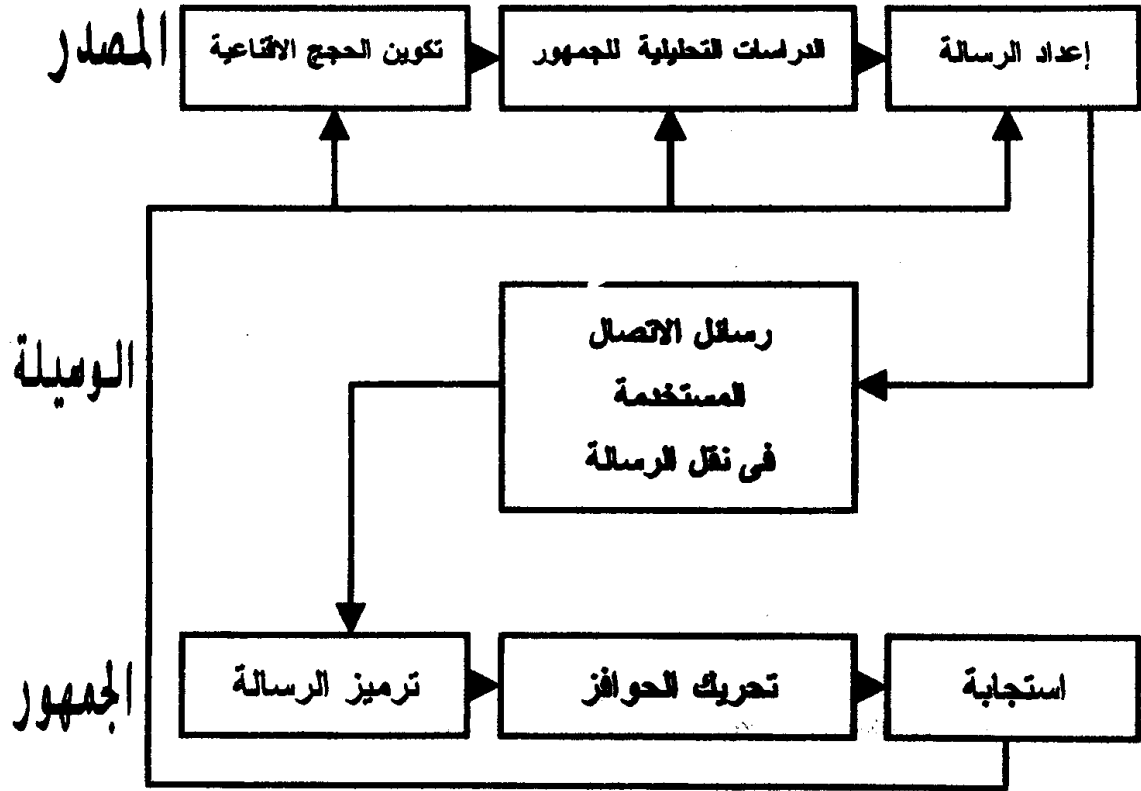 المصدر
تكوين الحجج الاقناعية
الدراسات التحليلية للجمهور
إعداد الرسالة
الوسيلة
رسائل الاتصال
المستخدمة
فى نقل الرسالة
الجمهور
ترميز الرسالة
تحريك الحوافز
استجابة